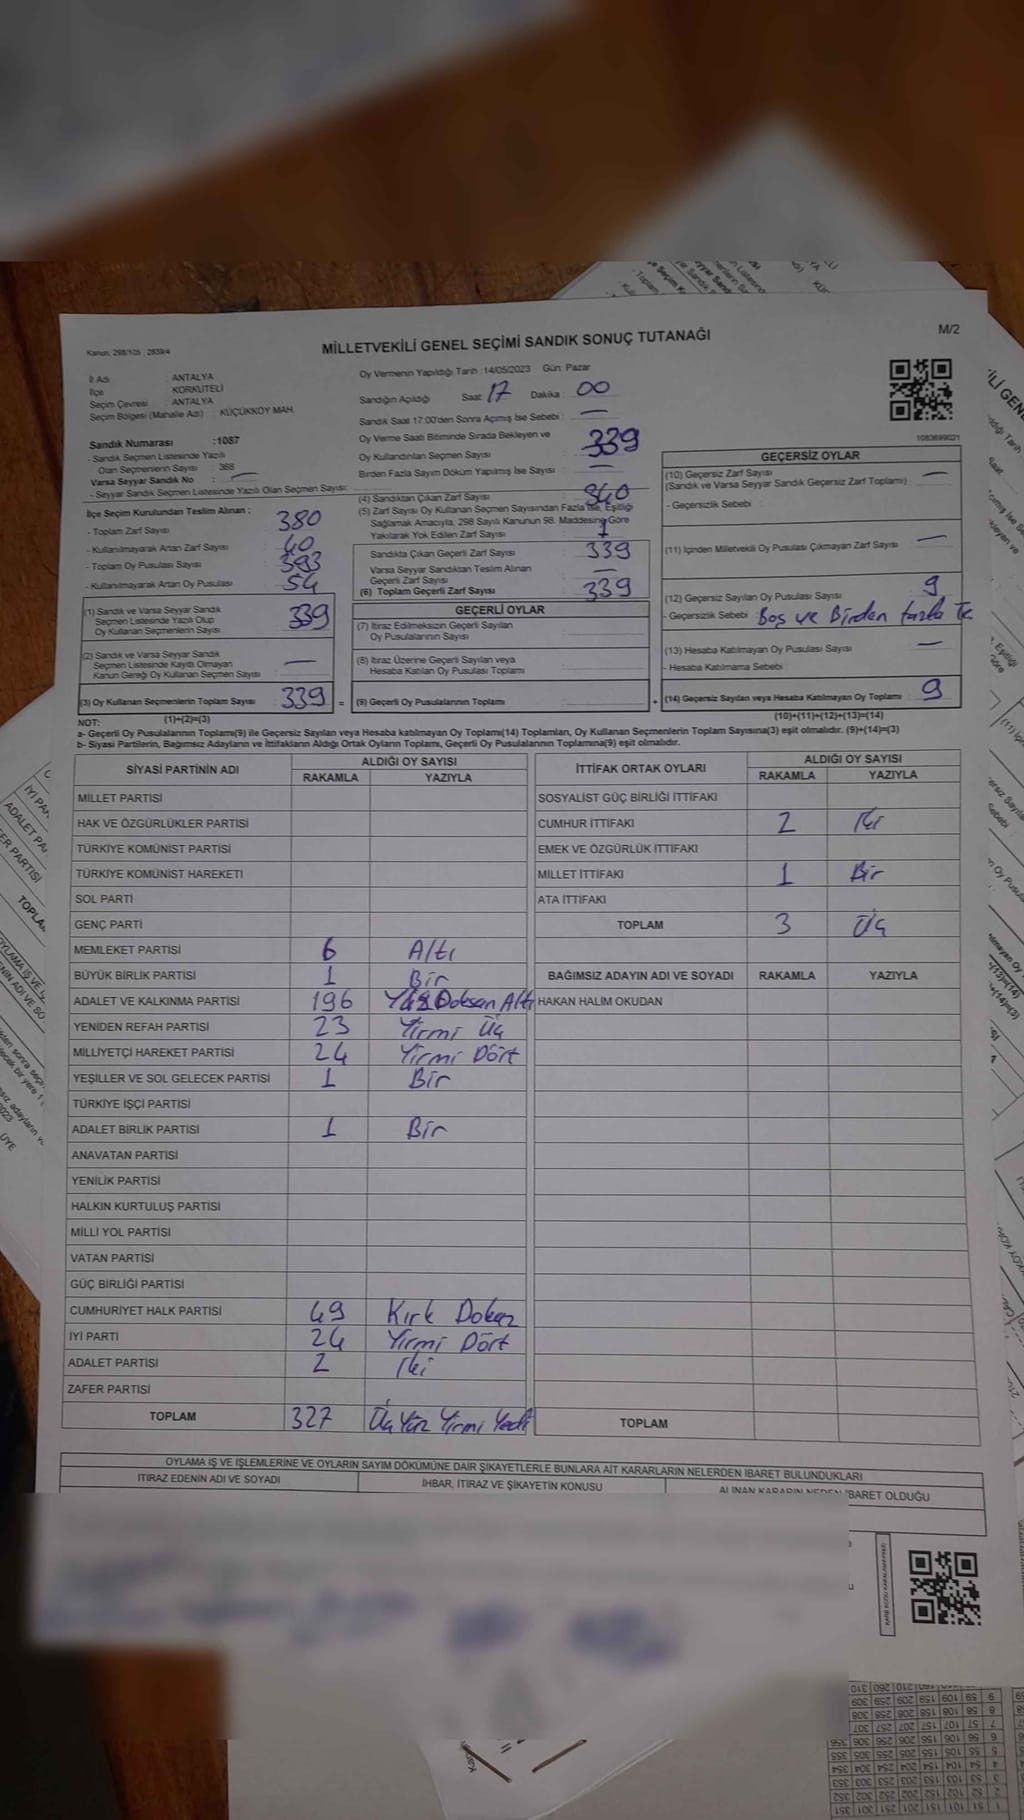 MİLLETVEKİLİ GENEL SEÇİMİ SANDIK SONUÇ TUTANAĞI
M/2
Kanun: 298/105 , 2839/4
İl Adı ANTALYA
İlçe KORKUTELİ
Seçim Çevresi ANTALYA
Seçim Bölgesi (Mahalle Adı) KÜÇÜKKÖY MAH.
Oy Vermenin Yapıldığı Tarih :14/05/2023 Gün: Pazar
Sandığın Açıldığı Saat: 17 Dakika : 00
Sandık Saat 17:00'den Sonra Açımış İse Sebebi : —
Oy Verme Saati Bitiminde Sırada Bekleyen ve
Oy Kullandırılan Seçmen Sayısı : 339
Birden Fazla Sayım Döküm Yapılmış İse Sayısı : —
Sandık Numarası :1087
- Sandık Seçmen Listesinde Yazılı
Olan Seçmenlerin Sayısı 368
Varsa Seyyar Sandık No : —
- Seyyar Sandık Seçmen Listesinde Yazılı Olan Seçmen Sayısı:
İlçe Seçim Kurulundan Teslim Alınan ;
- Toplam Zarf Sayısı : 380
- Kullanılmayarak Artan Zarf Sayısı : 40
- Toplam Oy Pusulası Sayısı : 393
- Kullanılmayarak Artan Oy Pusulası : 54
(1) Sandık ve Varsa Seyyar Sandık
Seçmen Listesinde Yazılı Olup
Oy Kullanan Seçmenlerin Sayısı 339
(2) Sandık ve Varsa Seyyar Sandık
Seçmen Listesinde Kayıtlı Olmayan
Kanun Gereği Oy Kullanan Seçmen Sayısı —
(3) Oy Kullanan Seçmenlerin Toplam Sayısı 339 =
(4) Sandıktan Çıkan Zarf Sayısı : 340
(5) Zarf Sayısı Oy Kullanan Seçmen Sayısından Fazla İse, Eşitliği
Sağlamak Amacıyla, 298 Sayılı Kanunun 98. Maddesine Göre
Yakılarak Yok Edilen Zarf Sayısı : 1
Sandıkta Çıkan Geçerli Zarf Sayısı : 339
Varsa Seyyar Sandıktan Teslim Alınan
Geçerli Zarf Sayısı : —
(6) Toplam Geçerli Zarf Sayısı : 339
GEÇERLİ OYLAR
(7) İtiraz Edilmeksizin Geçerli Sayılan
Oy Pusulalarının Sayısı :
(8) İtiraz Üzerine Geçerli Sayılan veya
Hesaba Katılan Oy Pusulası Toplamı :
(9) Geçerli Oy Pusulalarının Toplamı : +
1083699021
GEÇERSİZ OYLAR
(10) Geçersiz Zarf Sayısı —
(Sandık ve Varsa Seyyar Sandık Geçersiz Zarf Toplamı)
- Geçersizlik Sebebi :
(11) İçinden Milletvekili Oy Pusulası Çıkmayan Zarf Sayısı : —
(12) Geçersiz Sayılan Oy Pusulası Sayısı : 9
- Geçersizlik Sebebi : Boş ve Birden fazla
(13) Hesaba Katılmayan Oy Pusulası Sayısı : —
- Hesaba Katılmama Sebebi :
(14) Geçersiz Sayılan veya Hesaba Katılmayan Oy Toplamı : 9
NOT: (1)+(2)=(3) (10)+(11)+(12)+(13)=(14)
a- Geçerli Oy Pusulalarının Toplamı(9) ile Geçersiz Sayılan veya Hesaba katılmayan Oy Toplamı(14) Toplamları, Oy Kullanan Seçmenlerin Toplam Sayısına(3) eşit olmalıdır. (9)+(14)=(3)
b- Siyasi Partilerin, Bağımsız Adayların ve İttifakların Aldığı Ortak Oyların Toplamı, Geçerli Oy Pusulalarının Toplamına(9) eşit olmalıdır.
SİYASİ PARTİNİN ADI ALDIĞI OY SAYISI
RAKAMLA YAZIYLA
MİLLET PARTİSİ
HAK VE ÖZGÜRLÜKLER PARTİSİ
TÜRKİYE KOMÜNİST PARTİSİ
TÜRKİYE KOMÜNİST HAREKETİ
SOL PARTİ
GENÇ PARTİ
MEMLEKET PARTİSİ 6 Altı
BÜYÜK BİRLİK PARTİSİ 1 Bir
ADALET VE KALKINMA PARTİSİ 196 Yüz Doksan Altı
YENİDEN REFAH PARTİSİ 23 Yirmi Üç
MİLLİYETÇİ HAREKET PARTİSİ 24 Yirmi Dört
YEŞİLLER VE SOL GELECEK PARTİSİ 1 Bir
TÜRKİYE İŞÇİ PARTİSİ
ADALET BİRLİK PARTİSİ 1 Bir
ANAVATAN PARTİSİ
YENİLİK PARTİSİ
HALKIN KURTULUŞ PARTİSİ
MİLLİ YOL PARTİSİ
VATAN PARTİSİ
GÜÇ BİRLİĞİ PARTİSİ
CUMHURİYET HALK PARTİSİ 49 Kırk Dokuz
İYİ PARTİ 24 Yirmi Dört
ADALET PARTİSİ 2 İki
ZAFER PARTİSİ
TOPLAM 327 Üç Yüz Yirmi Yedi
İTTİFAK ORTAK OYLARI ALDIĞI OY SAYISI
RAKAMLA YAZIYLA
SOSYALİST GÜÇ BİRLİĞİ İTTİFAKI
CUMHUR İTTİFAKI 2 İki
EMEK VE ÖZGÜRLÜK İTTİFAKI
MİLLET İTTİFAKI 1 Bir
ATA İTTİFAKI
TOPLAM 3 Üç
BAĞIMSIZ ADAYIN ADI VE SOYADI RAKAMLA YAZIYLA
HAKAN HALİM OKUDAN
TOPLAM
OYLAMA İŞ VE İŞLEMLERİNE VE OYLARIN SAYIM DÖKÜMÜNE DAİR ŞİKAYETLERLE BUNLARA AİT KARARLARIN NELERDEN İBARET BULUNDUKLARI
İTİRAZ EDENİN ADI VE SOYADI İHBAR, İTİRAZ VE ŞİKAYETİN KONUSU ALINAN KARARIN NEDEN İBARET OLDUĞU